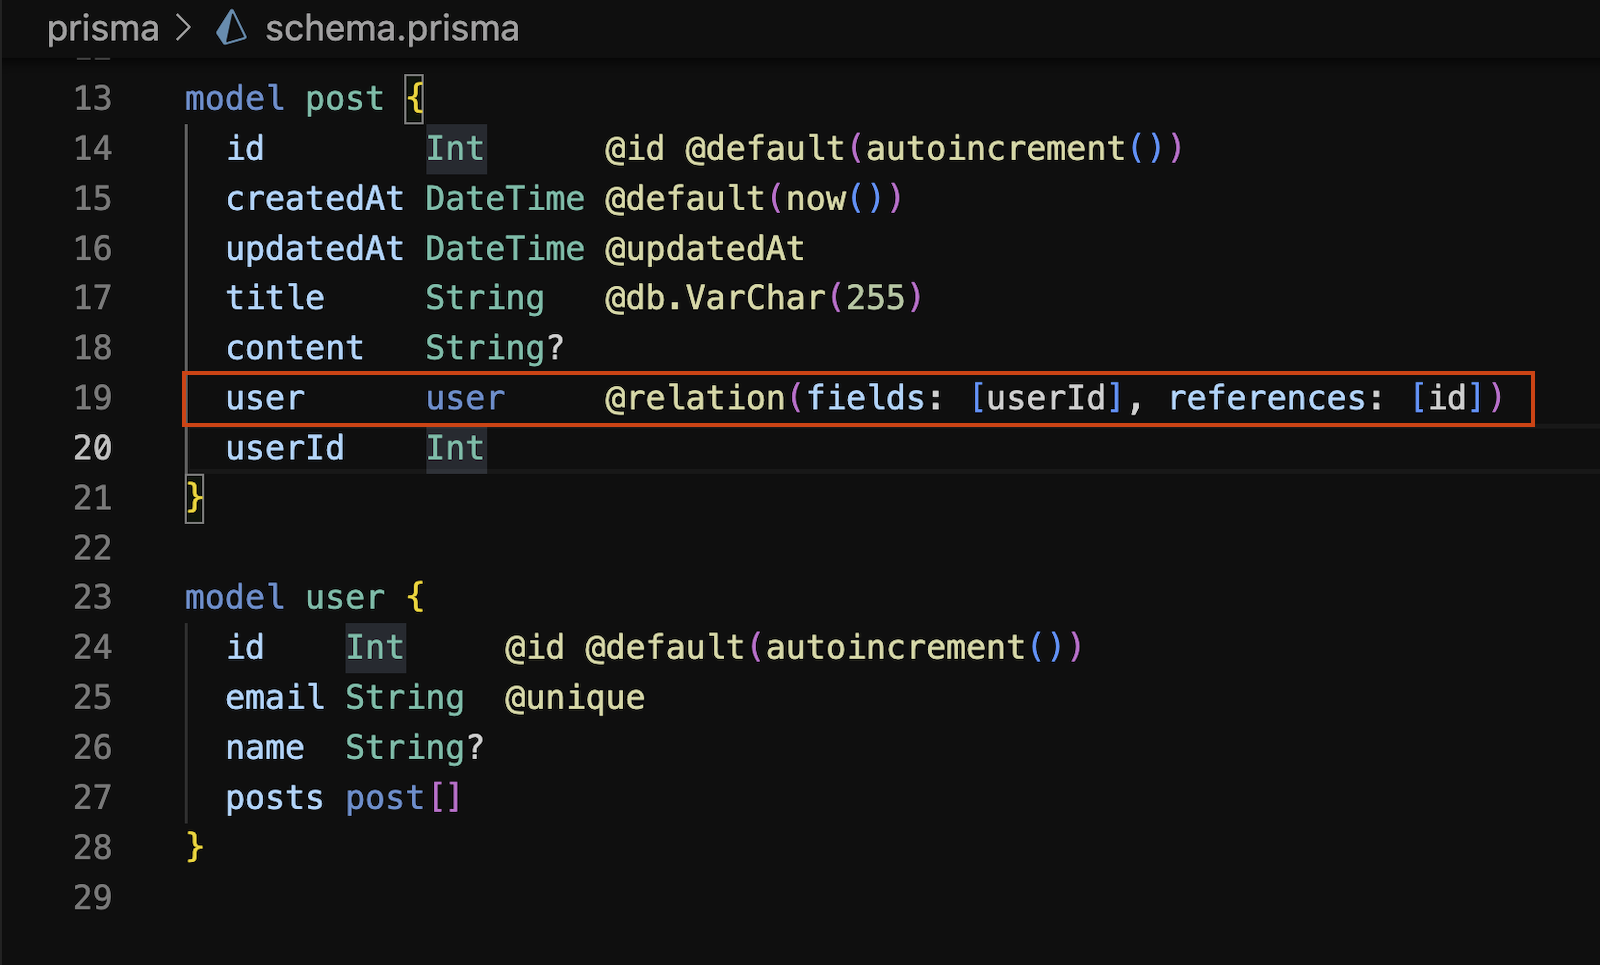 prisma > schema.prisma
13 model post {
14 id Int @id @default(autoincrement())
15 createdAt DateTime @default(now())
16 updatedAt DateTime @updatedAt
17 title String @db.VarChar(255)
18 content String?
19 user user @relation(fields: [userId], references: [id])
20 userId Int
21 }
22
23 model user {
24 id Int @id @default(autoincrement())
25 email String @unique
26 name String?
27 posts post[]
28 }
29